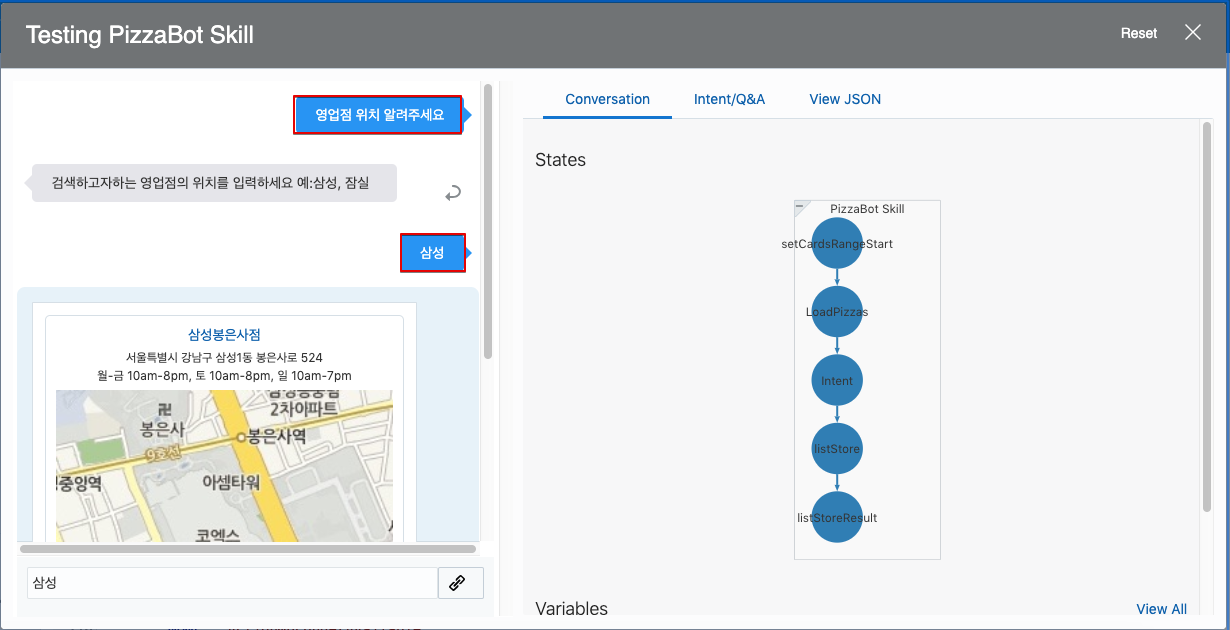 Testing PizzaBot Skill
Reset
영업점 위치 알려주세요
검색하고자하는 영업점의 위치를 입력하세요 예:삼성, 잠실
삼성
삼성봉은사점
서울특별시 강남구 삼성1동 봉은사로 524
월-금 10am-8pm, 토 10am-8pm, 일 10am-7pm
2차아파트
봉은사
봉은사역
9호선
아셈타워
중앙역
코엑스
삼성
Conversation
Intent/Q&A
View JSON
States
PizzaBot Skill
setCardsRangeStart
LoadPizzas
Intent
listStore
listStoreResult
Variables
View All